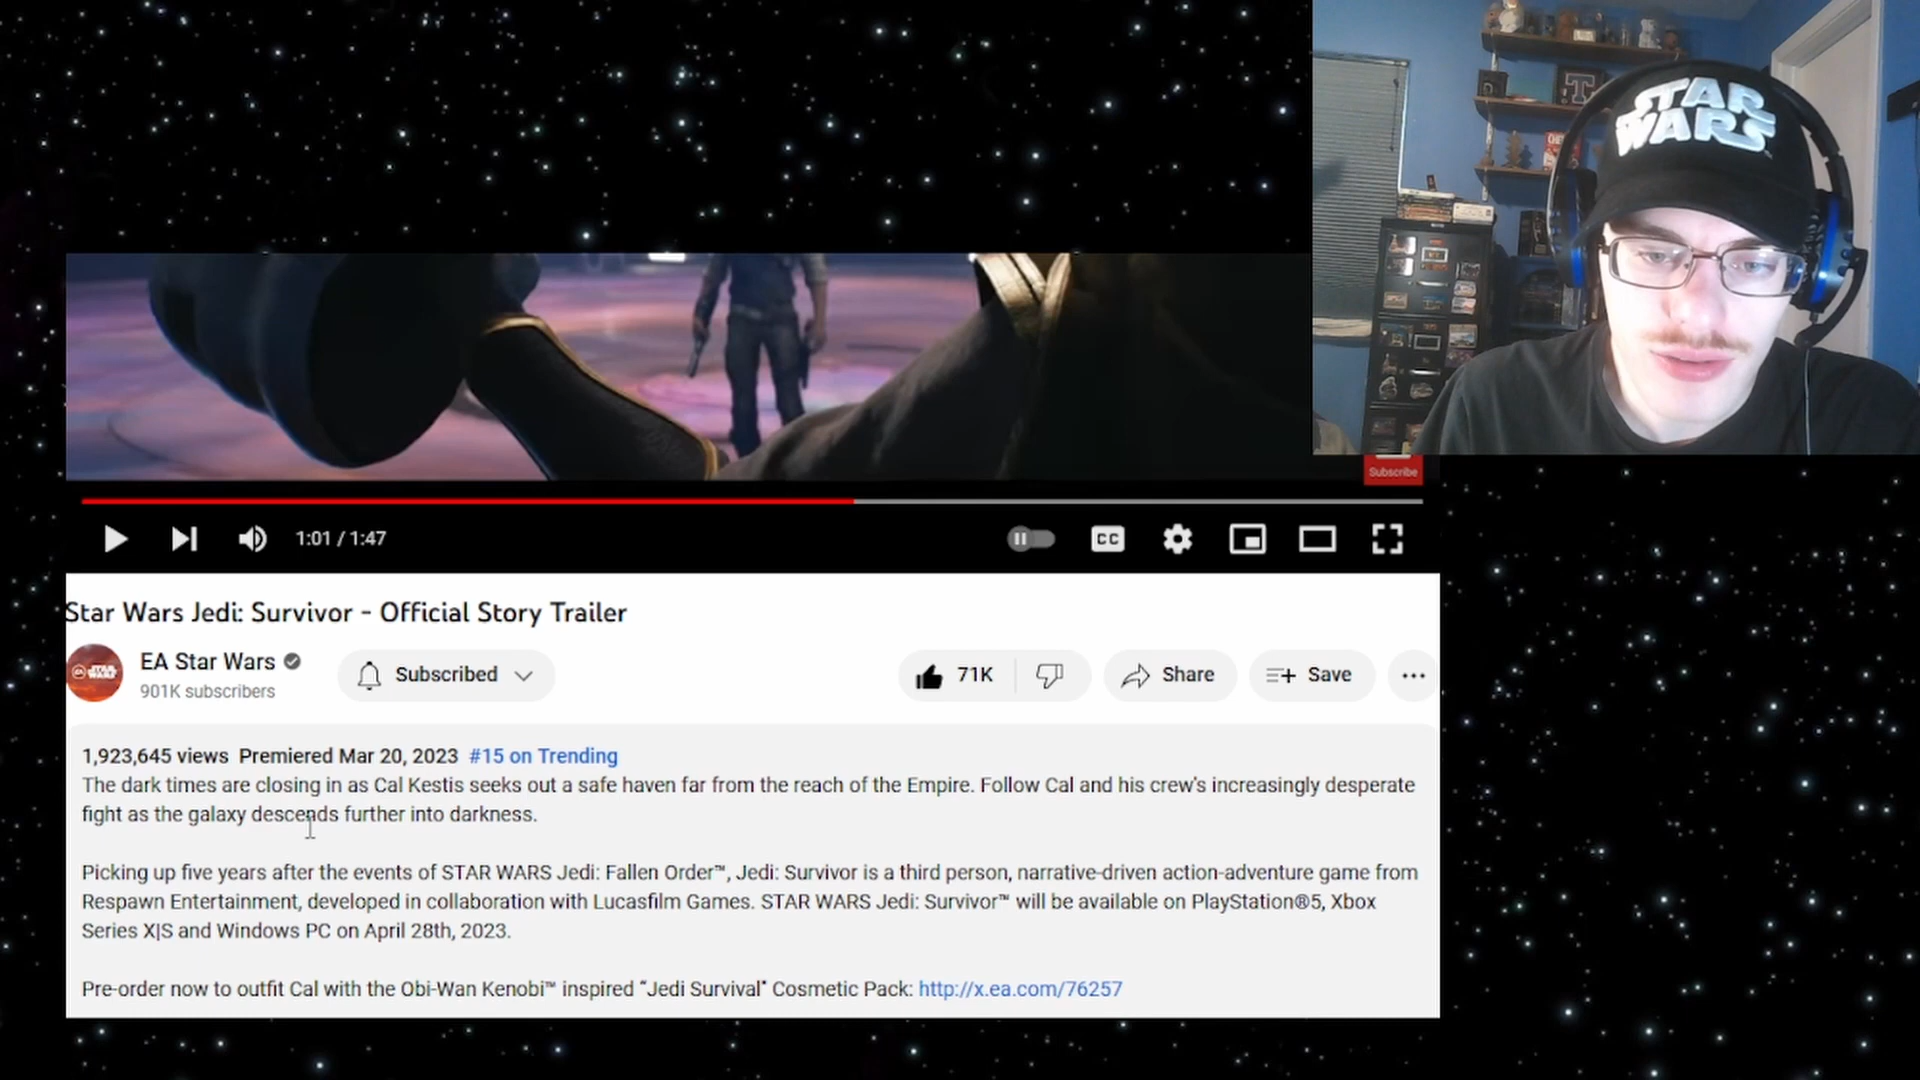 STAR
WARS
T
Subscribe
1:01 / 1:47
CC
Star Wars Jedi: Survivor - Official Story Trailer
EA Star Wars
901K subscribers
Subscribed
71K
Share
Save
1,923,645 views Premiered Mar 20, 2023 #15 on Trending
The dark times are closing in as Cal Kestis seeks out a safe haven far from the reach of the Empire. Follow Cal and his crew's increasingly desperate
fight as the galaxy descends further into darkness.
Picking up five years after the events of STAR WARS Jedi: Fallen Order™, Jedi: Survivor is a third person, narrative-driven action-adventure game from
Respawn Entertainment, developed in collaboration with Lucasfilm Games. STAR WARS Jedi: Survivor™ will be available on PlayStation®5, Xbox
Series X|S and Windows PC on April 28th, 2023.
Pre-order now to outfit Cal with the Obi-Wan Kenobi™ inspired “Jedi Survival” Cosmetic Pack: http://x.ea.com/76257